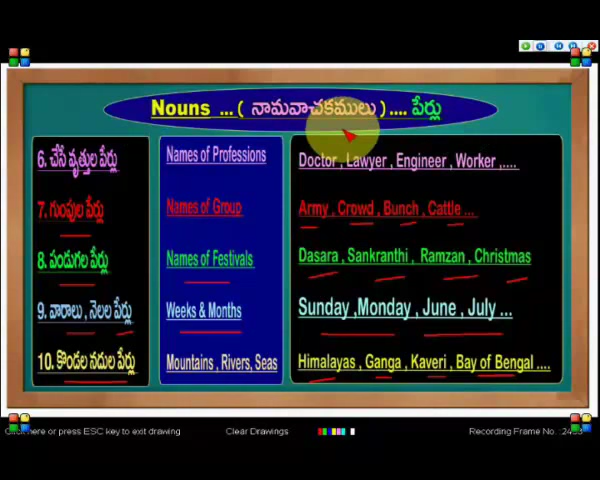 Nouns ...( నామవాచకములు ).... పేర్లు
6. చేసే వృత్తుల పేర్లు
Names of Professions
Doctor , Lawyer , Engineer , Worker ,....
7. గుంపుల పేర్లు
Names of Group
Army , Crowd , Bunch , Cattle ...
8. పండుగల పేర్లు
Names of Festivals
Dasara , Sankranthi , Ramzan , Christmas
9. వారాలు , నెలల పేర్లు
Weeks & Months
Sunday ,Monday , June , July ...
10. కొండల నదుల పేర్లు
Mountains , Rivers, Seas
Himalayas , Ganga , Kaveri , Bay of Bengal ....
here or press ESC key to exit drawing
Clear Drawings
Recording Frame No. :